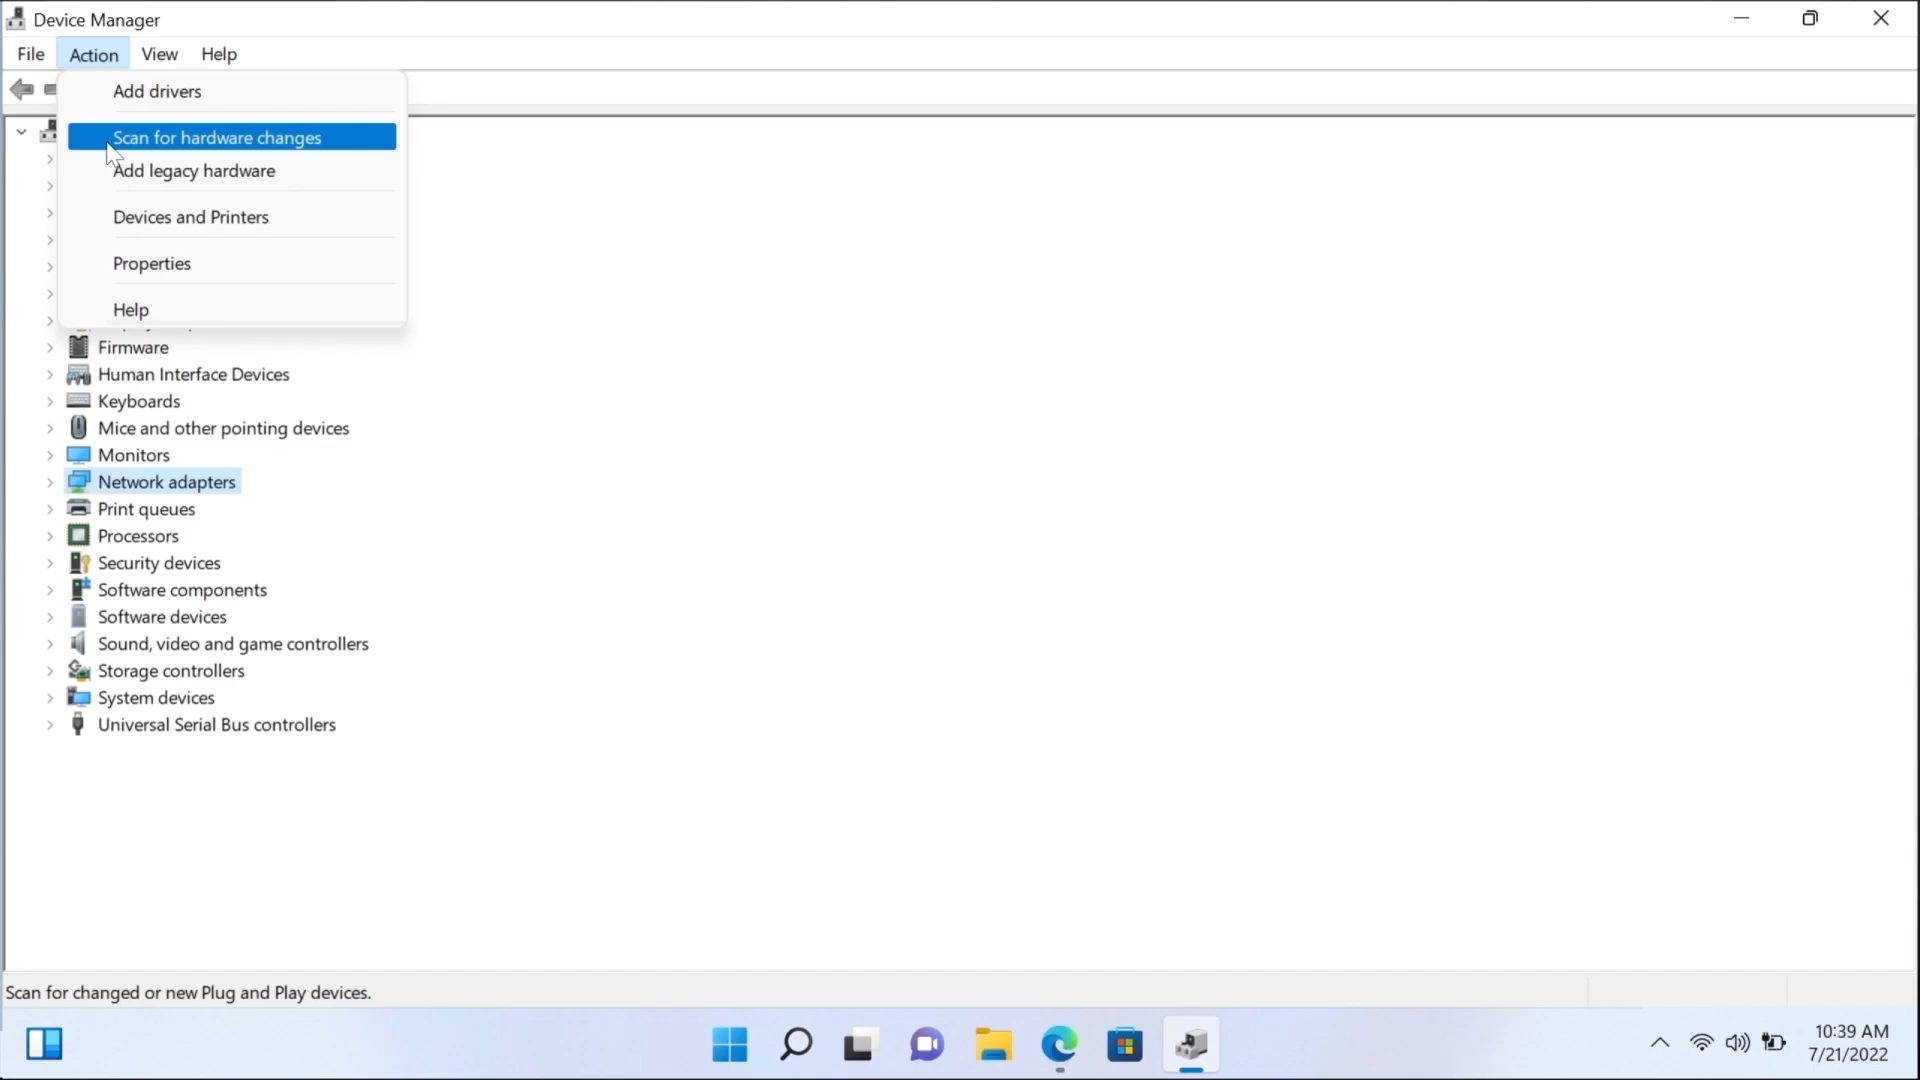 Device Manager
File Action View Help
Add drivers
Scan for hardware changes
Add legacy hardware
Devices and Printers
Properties
Help
Firmware
Human Interface Devices
Keyboards
Mice and other pointing devices
Monitors
Network adapters
Print queues
Processors
Security devices
Software components
Software devices
Sound, video and game controllers
Storage controllers
System devices
Universal Serial Bus controllers
Scan for changed or new Plug and Play devices.
10:39 AM
7/21/2022